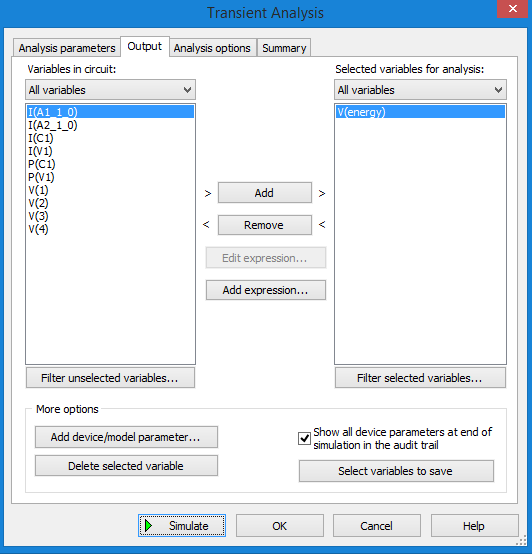 Transient Analysis
Analysis parameters
Output
Analysis options
Summary
Variables in circuit:
Selected variables for analysis:
All variables
All variables
I(A1_1_0)
I(A2_1_0)
I(C1)
I(V1)
P(C1)
P(V1)
V(1)
V(2)
V(3)
V(4)
V(energy)
> Add >
< Remove <
Edit expression...
Add expression...
Filter unselected variables...
Filter selected variables...
More options
Add device/model parameter...
Delete selected variable
Show all device parameters at end of
simulation in the audit trail
Select variables to save
Simulate
OK
Cancel
Help